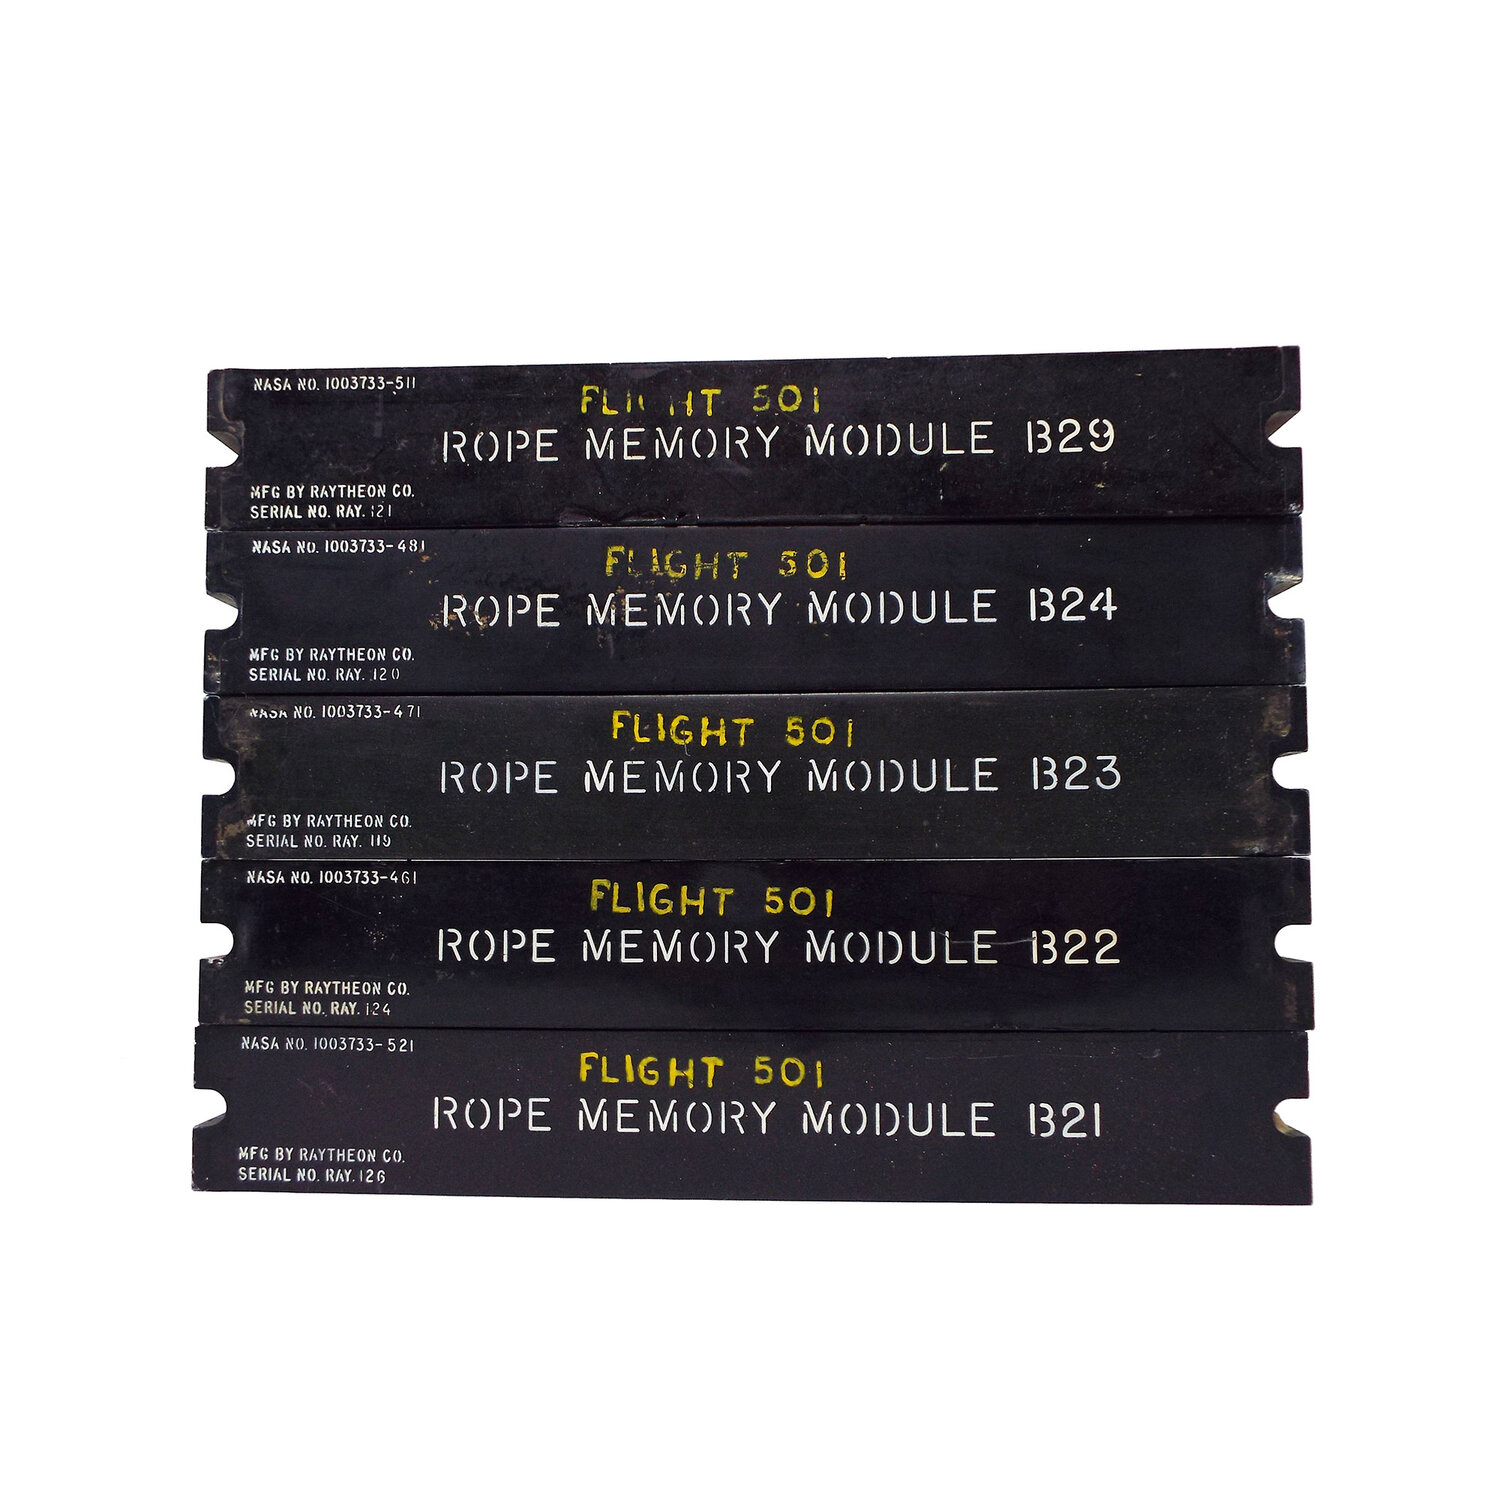 NASA NO. 1003733-511
FLIGHT 501
ROPE MEMORY MODULE B29
MFG BY RAYTHEON CO.
SERIAL NO. RAY. 121
NASA NO. 1003733-481
FLIGHT 501
ROPE MEMORY MODULE B24
MFG BY RAYTHEON CO.
SERIAL NO. RAY. 120
NASA NO. 1003733-471
FLIGHT 501
ROPE MEMORY MODULE B23
MFG BY RAYTHEON CO.
SERIAL NO. RAY. 119
NASA NO. 1003733-461
FLIGHT 501
ROPE MEMORY MODULE B22
MFG BY RAYTHEON CO.
SERIAL NO. RAY. 124
NASA NO. 1003733-521
FLIGHT 501
ROPE MEMORY MODULE B21
MFG BY RAYTHEON CO.
SERIAL NO. RAY. 126